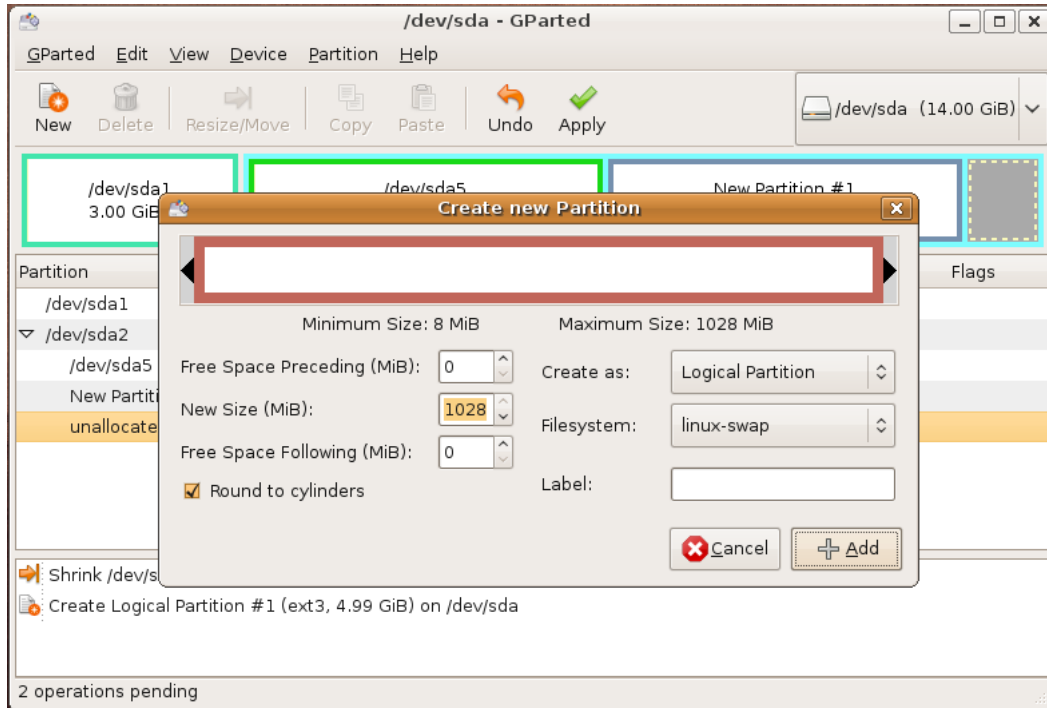 /dev/sda - GParted
GParted Edit View Device Partition Help
New Delete Resize/Move Copy Paste Undo Apply /dev/sda (14.00 GiB)
/dev/sda1 /dev/sda5 New Partition #1
3.00 GiB
Create new Partition
Partition Flags
/dev/sda1
Minimum Size: 8 MiB Maximum Size: 1028 MiB
/dev/sda2
/dev/sda5
Free Space Preceding (MiB): 0 Create as: Logical Partition
New Partiti
New Size (MiB): 1028
unallocate
Filesystem: linux-swap
Free Space Following (MiB): 0
Round to cylinders Label:
Cancel Add
Shrink /dev/s
Create Logical Partition #1 (ext3, 4.99 GiB) on /dev/sda
2 operations pending